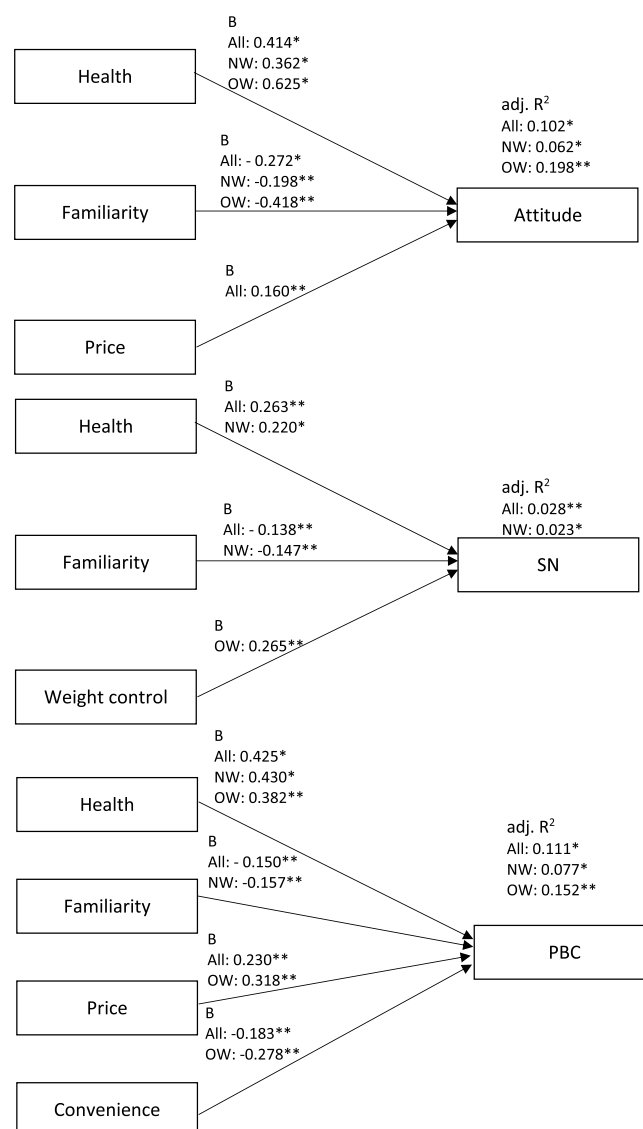 B
All: 0.414*
NW: 0.362*
OW: 0.625*
Health
adj. R²
All: 0.102*
NW: 0.062*
OW: 0.198**
B
All: - 0.272*
NW: -0.198**
OW: -0.418**
Familiarity
Attitude
B
All: 0.160**
Price
B
All: 0.263**
NW: 0.220*
Health
adj. R²
All: 0.028**
NW: 0.023*
B
All: - 0.138**
NW: -0.147**
Familiarity
SN
B
OW: 0.265**
Weight control
B
All: 0.425*
NW: 0.430*
OW: 0.382**
Health
adj. R²
All: 0.111*
NW: 0.077*
OW: 0.152**
B
All: - 0.150**
NW: -0.157**
Familiarity
PBC
B
All: 0.230**
OW: 0.318**
Price
B
All: -0.183**
OW: -0.278**
Convenience